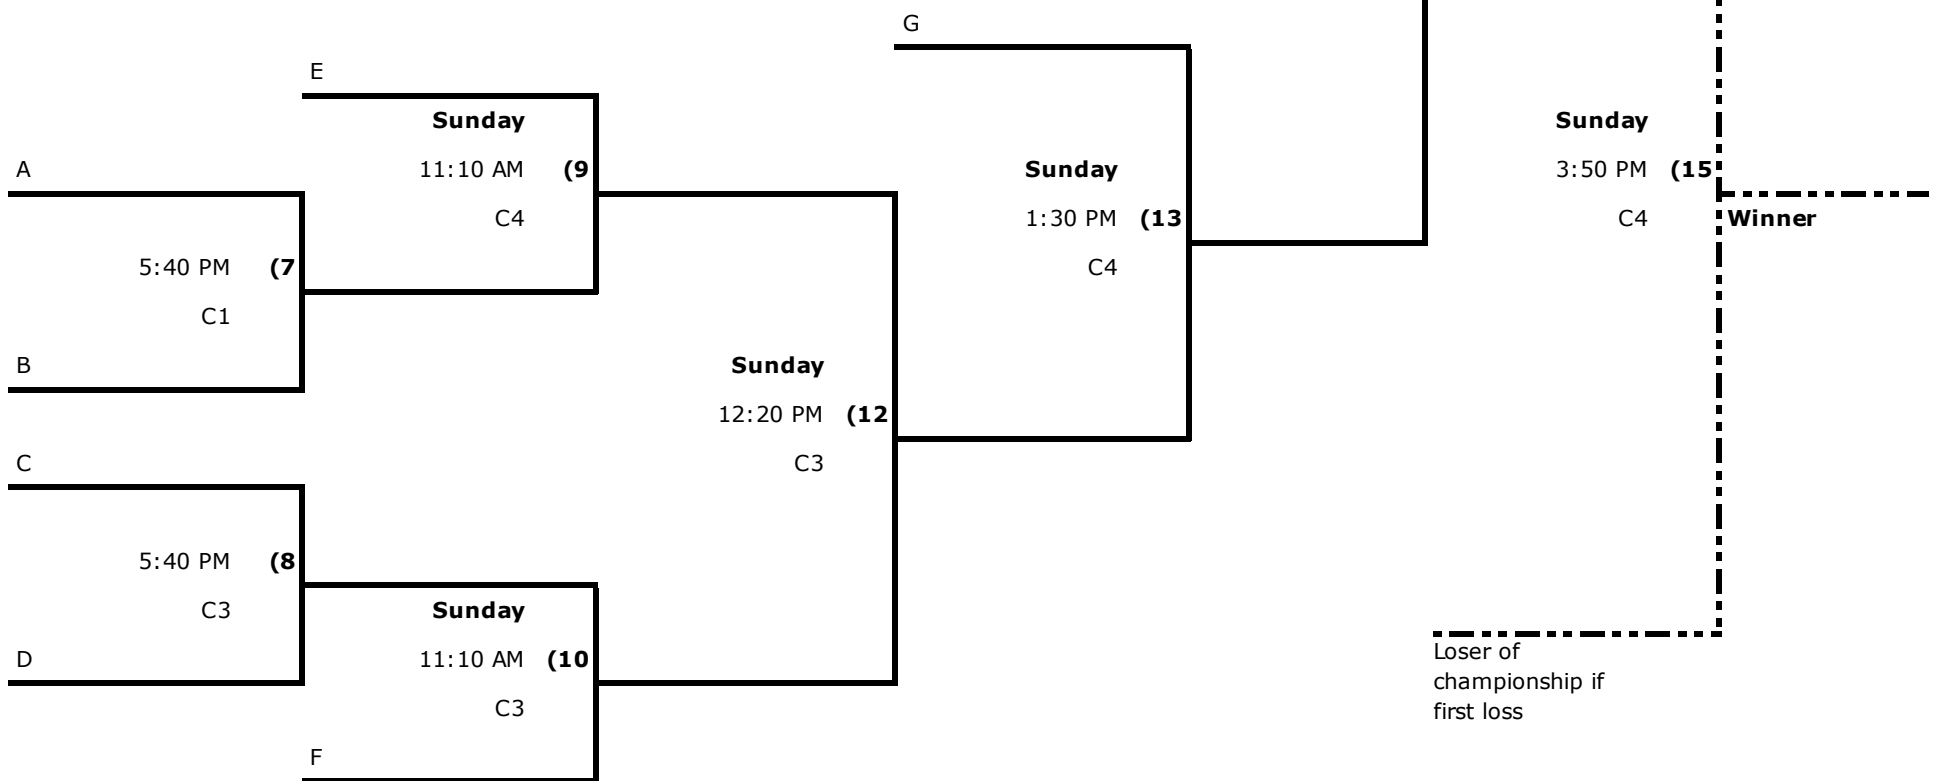 G
E
Sunday
11:10 AM (9
C4
A
5:40 PM (7
C1
B
Sunday
1:30 PM (13
C4
Sunday
3:50 PM (15
C4
Winner
Sunday
12:20 PM (12
C3
C
5:40 PM (8
C3
D
Sunday
11:10 AM (10
C3
F
Loser of
championship if
first loss